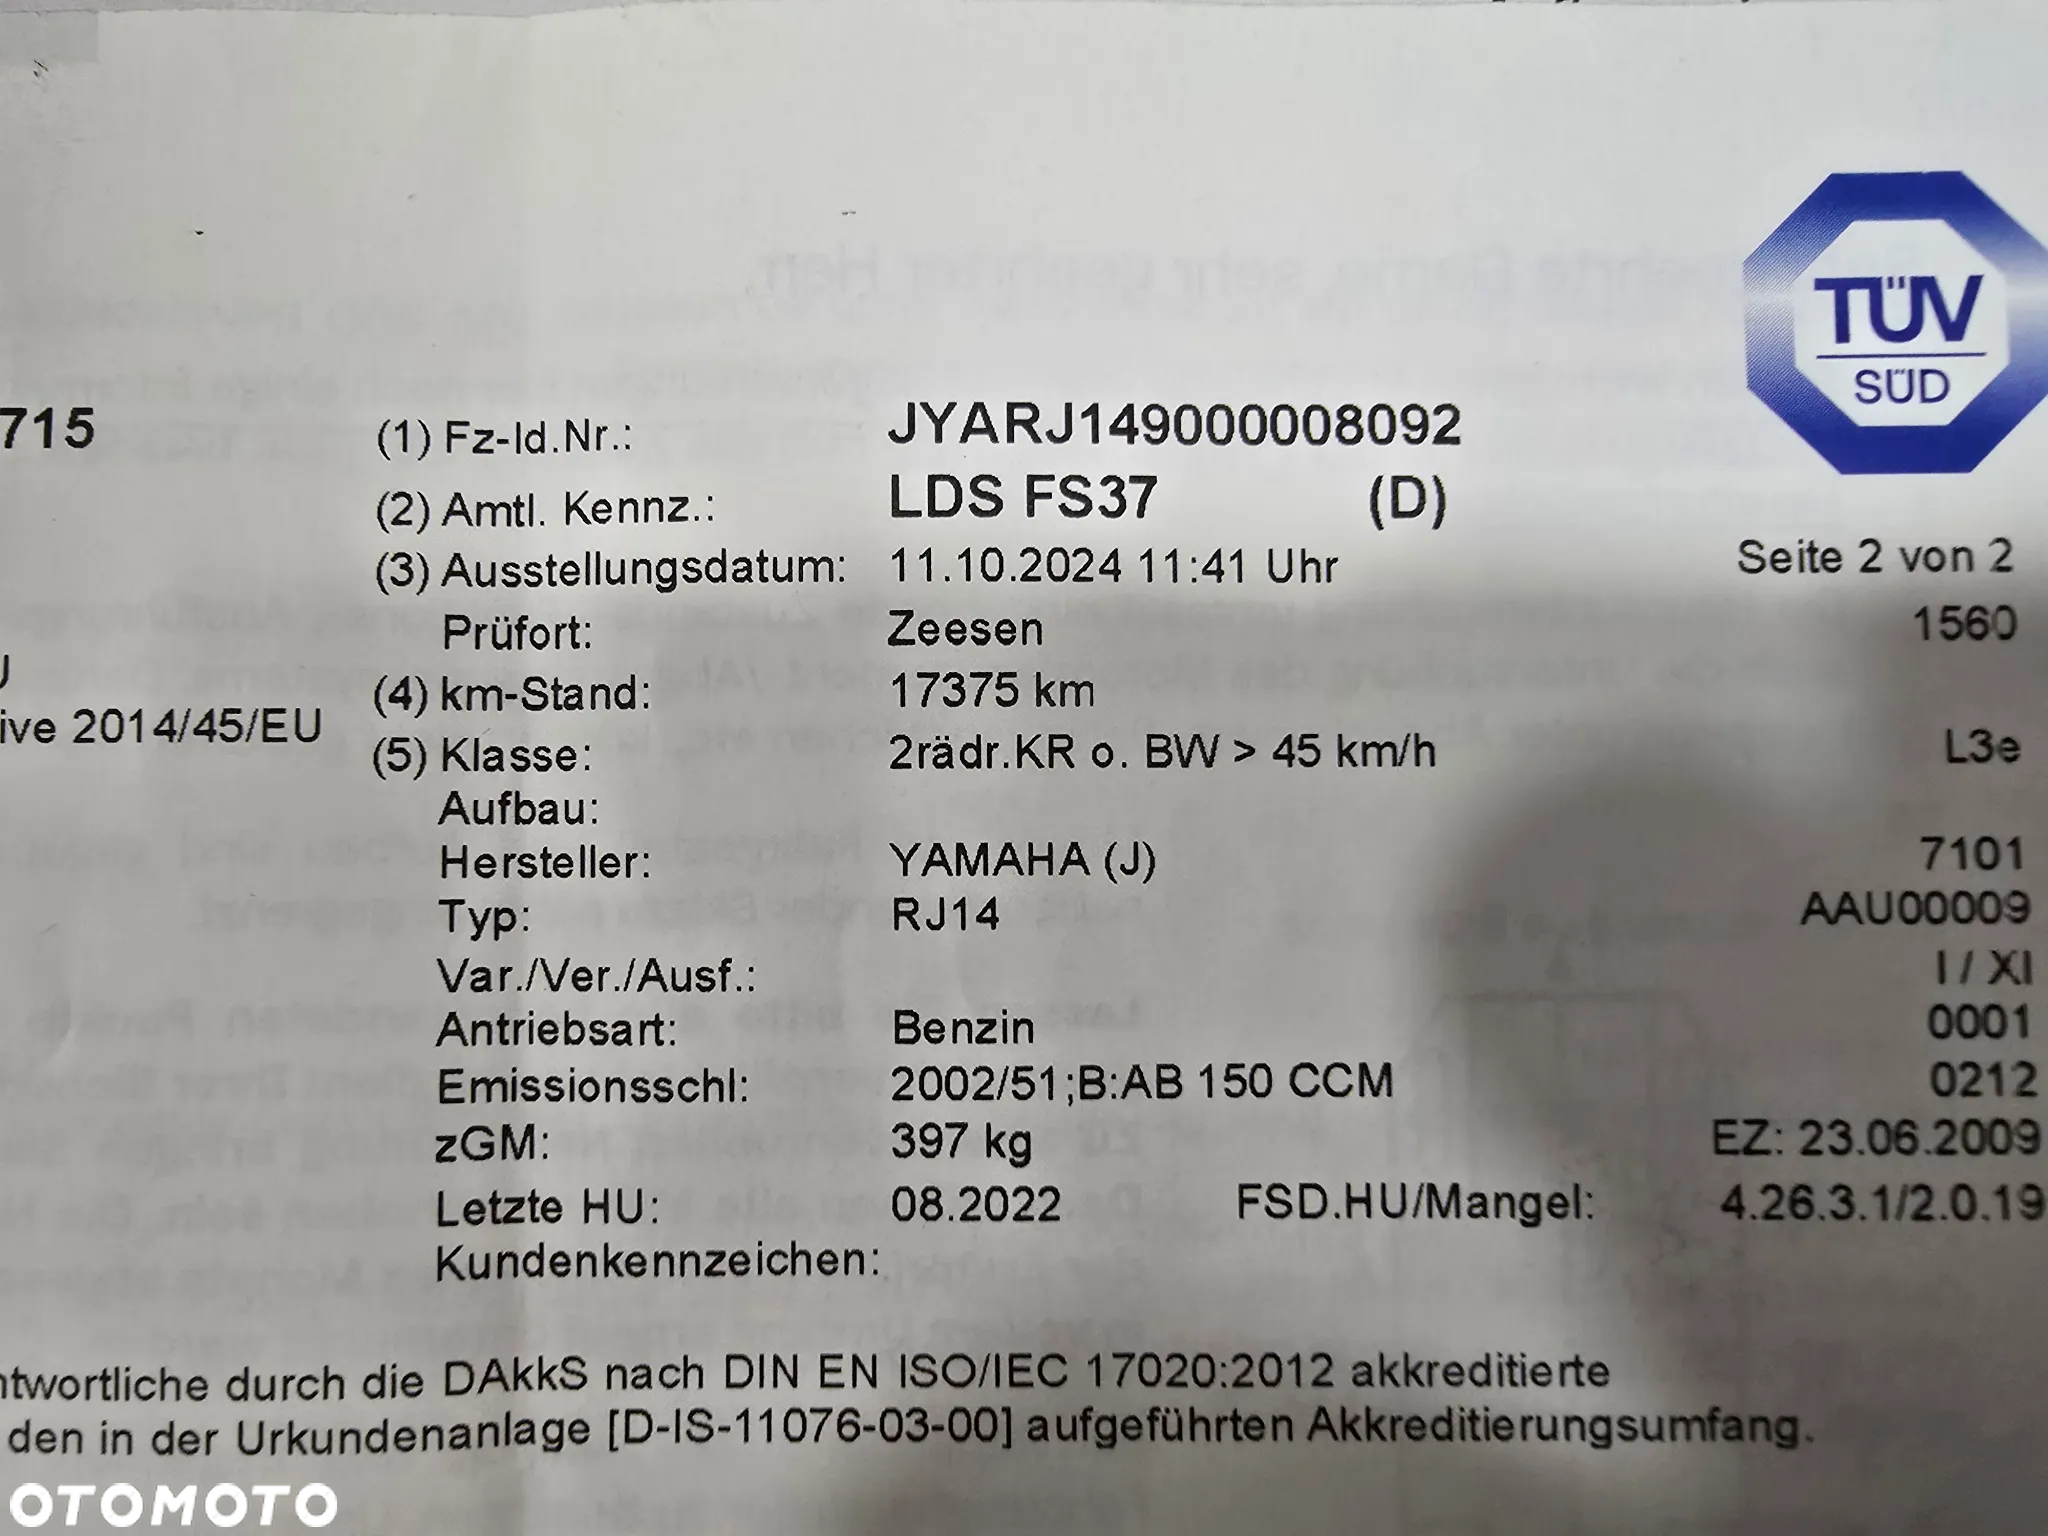 TÜV
SÜD
715
(1) Fz-Id.Nr.: JYARJ149000008092
(2) Amtl. Kennz.: LDS FS37 (D)
(3) Ausstellungsdatum: 11.10.2024 11:41 Uhr Seite 2 von 2
Prüfort: Zeesen 1560
(4) km-Stand: 17375 km
ive 2014/45/EU
(5) Klasse: 2rädr.KR o. BW > 45 km/h L3e
Aufbau:
Hersteller: YAMAHA (J) 7101
Typ: RJ14 AAU00009
Var./Ver./Ausf.: I / XI
Antriebsart: Benzin 0001
Emissionsschl: 2002/51;B:AB 150 CCM 0212
zGM: 397 kg EZ: 23.06.2009
Letzte HU: 08.2022 FSD.HU/Mangel: 4.26.3.1/2.0.19
Kundenkennzeichen:
ntwortliche durch die DAkkS nach DIN EN ISO/IEC 17020:2012 akkreditierte
den in der Urkundenanlage [D-IS-11076-03-00] aufgeführten Akkreditierungsumfang.
OTOMOTO